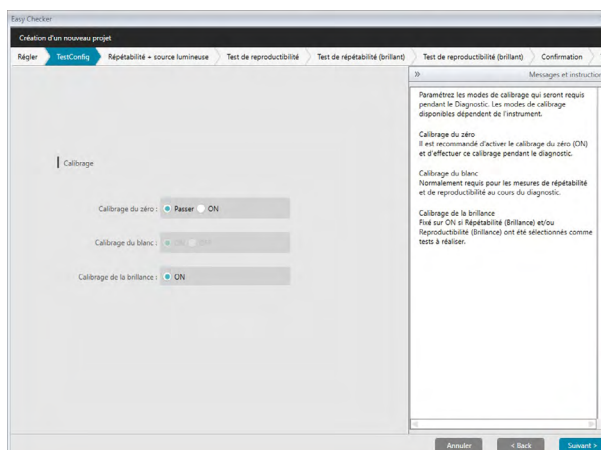 Easy Checker
Création d'un nouveau projet
Régler TestConfig Répétabilité + source lumineuse Test de reproductibilité Test de répétabilité (brillant) Test de reproductibilité (brillant) Confirmation
» Messages et instruction
Calibrage
Calibrage du zéro : Passer ON
Calibrage du blanc :
Calibrage de la brillance : ON
Paramétrez les modes de calibrage qui seront requis
pendant le Diagnostic. Les modes de calibrage
disponibles dépendent de l'instrument.
Calibrage du zéro
Il est recommandé d'activer le calibrage du zéro (ON)
et d'effectuer ce calibrage pendant le diagnostic.
Calibrage du blanc
Normalement requis pour les mesures de répétabilité
et de reproductibilité au cours du diagnostic.
Calibrage de la brillance
Fixé sur ON si Répétabilité (Brillance) et/ou
Reproductibilité (Brillance) ont été sélectionnés comme
tests à réaliser.
Annuler < Back Suivant >